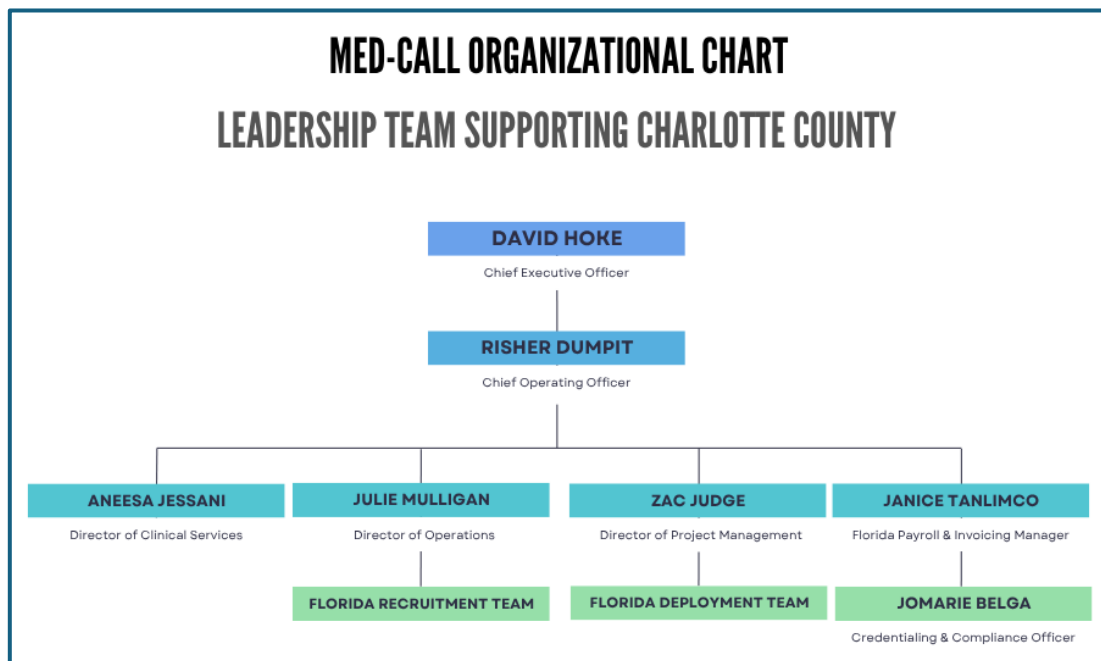 MED-CALL ORGANIZATIONAL CHART
LEADERSHIP TEAM SUPPORTING CHARLOTTE COUNTY
DAVID HOKE
Chief Executive Officer
RISHER DUMPIT
Chief Operating Officer
ANEESA JESSANI
Director of Clinical Services
JULIE MULLIGAN
Director of Operations
FLORIDA RECRUITMENT TEAM
ZAC JUDGE
Director of Project Management
FLORIDA DEPLOYMENT TEAM
JANICE TANLIMCO
Florida Payroll & Invoicing Manager
JOMARIE BELGA
Credentialing & Compliance Officer